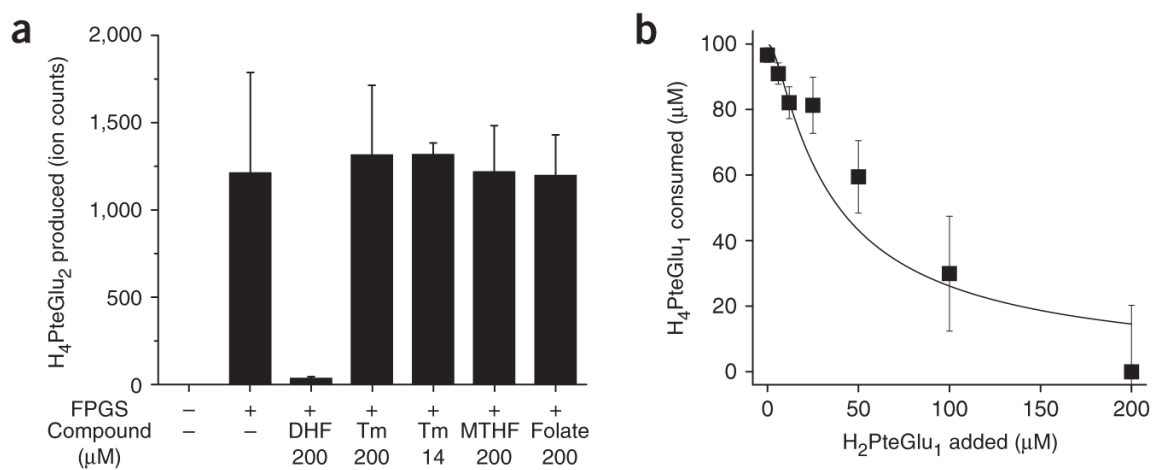 a
2,000
1,500
1,000
500
0
H4PteGlu2 produced (ion counts)
FPGS – + + + + + +
Compound – – DHF Tm Tm MTHF Folate
(μM) 200 200 14 200 200
b
100
80
60
40
20
0
H4PteGlu1 consumed (μM)
0 50 100 150 200
H2PteGlu1 added (μM)